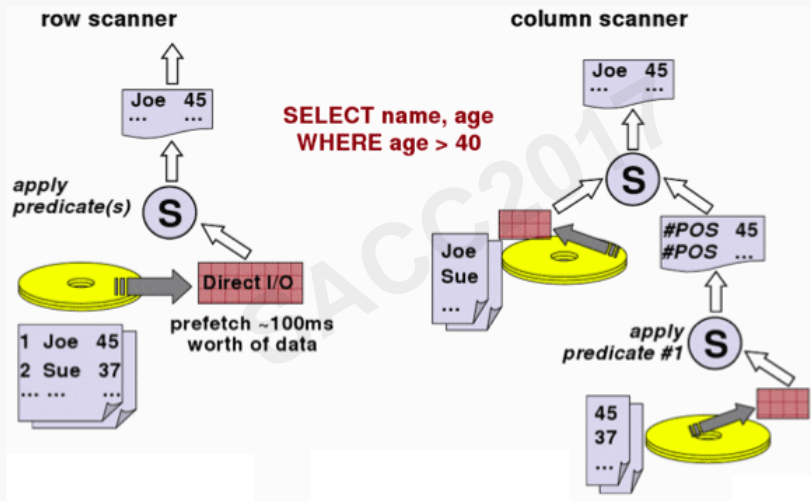 row scanner
Joe 45
... ...
apply
predicate(s)
S
Direct I/O
prefetch ~100ms
worth of data
1 Joe 45
2 Sue 37
... ... ...
SELECT name, age
WHERE age > 40
column scanner
Joe 45
... ...
S
Joe
Sue
...
#POS 45
#POS ...
apply
predicate #1
S
45
37
...
SACC2017